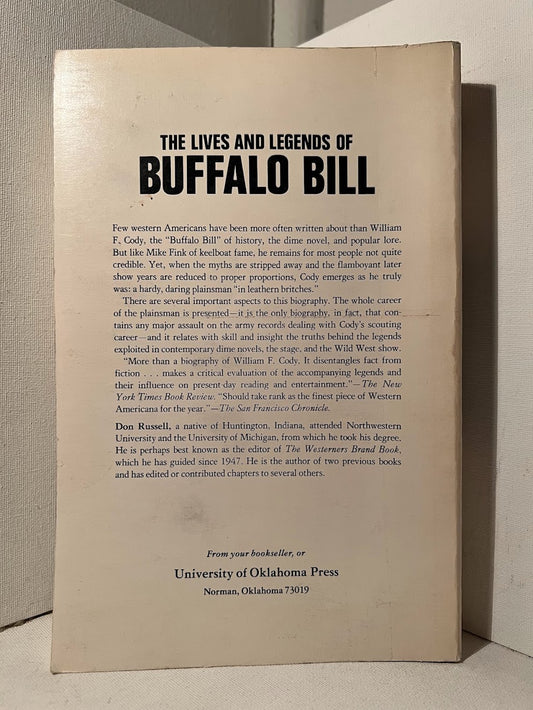 THE LIVES AND LEGENDS OF
BUFFALO BILL
Few western Americans have been more often written about than William
F. Cody, the "Buffalo Bill" of history, the dime novel, and popular lore.
But like Mike Fink of keelboat fame, he remains for most people not quite
credible. Yet, when the myths are stripped away and the flamboyant later
show years are reduced to proper proportions, Cody emerges as he truly
was: a hardy, daring plainsman "in leathern britches."
There are several important aspects to this biography. The whole career
of the plainsman is presented—it is the only biography, in fact, that con-
tains any major assault on the army records dealing with Cody's scouting
career—and it relates with skill and insight the truths behind the legends
exploited in contemporary dime novels, the stage, and the Wild West show.
"More than a biography of William F. Cody. It disentangles fact from
fiction . . . makes a critical evaluation of the accompanying legends and
their influence on present-day reading and entertainment."—The New
York Times Book Review. "Should take rank as the finest piece of Western
Americana for the year."—The San Francisco Chronicle.
Don Russell, a native of Huntington, Indiana, attended Northwestern
University and the University of Michigan, from which he took his degree.
He is perhaps best known as the editor of The Westerners Brand Book,
which he has guided since 1947. He is the author of two previous books
and has edited or contributed chapters to several others.
From your bookseller, or
University of Oklahoma Press
Norman, Oklahoma 73019